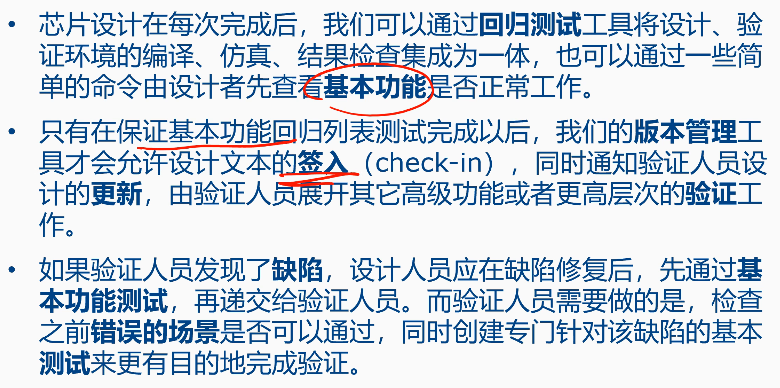 • 芯片设计在每次完成后，我们可以通过回归测试工具将设计、验
证环境的编译、仿真、结果检查集成为一体，也可以通过一些简
单的命令由设计者先查看基本功能是否正常工作。
• 只有在保证基本功能回归列表测试完成以后，我们的版本管理工
具才会允许设计文本的签入（check-in），同时通知验证人员设
计的更新，由验证人员展开其它高级功能或者更高层次的验证工
作。
• 如果验证人员发现了缺陷，设计人员应在缺陷修复后，先通过基
本功能测试，再递交给验证人员。而验证人员需要做的是，检查
之前错误的场景是否可以通过，同时创建专门针对该缺陷的基本
测试来更有目的地完成验证。